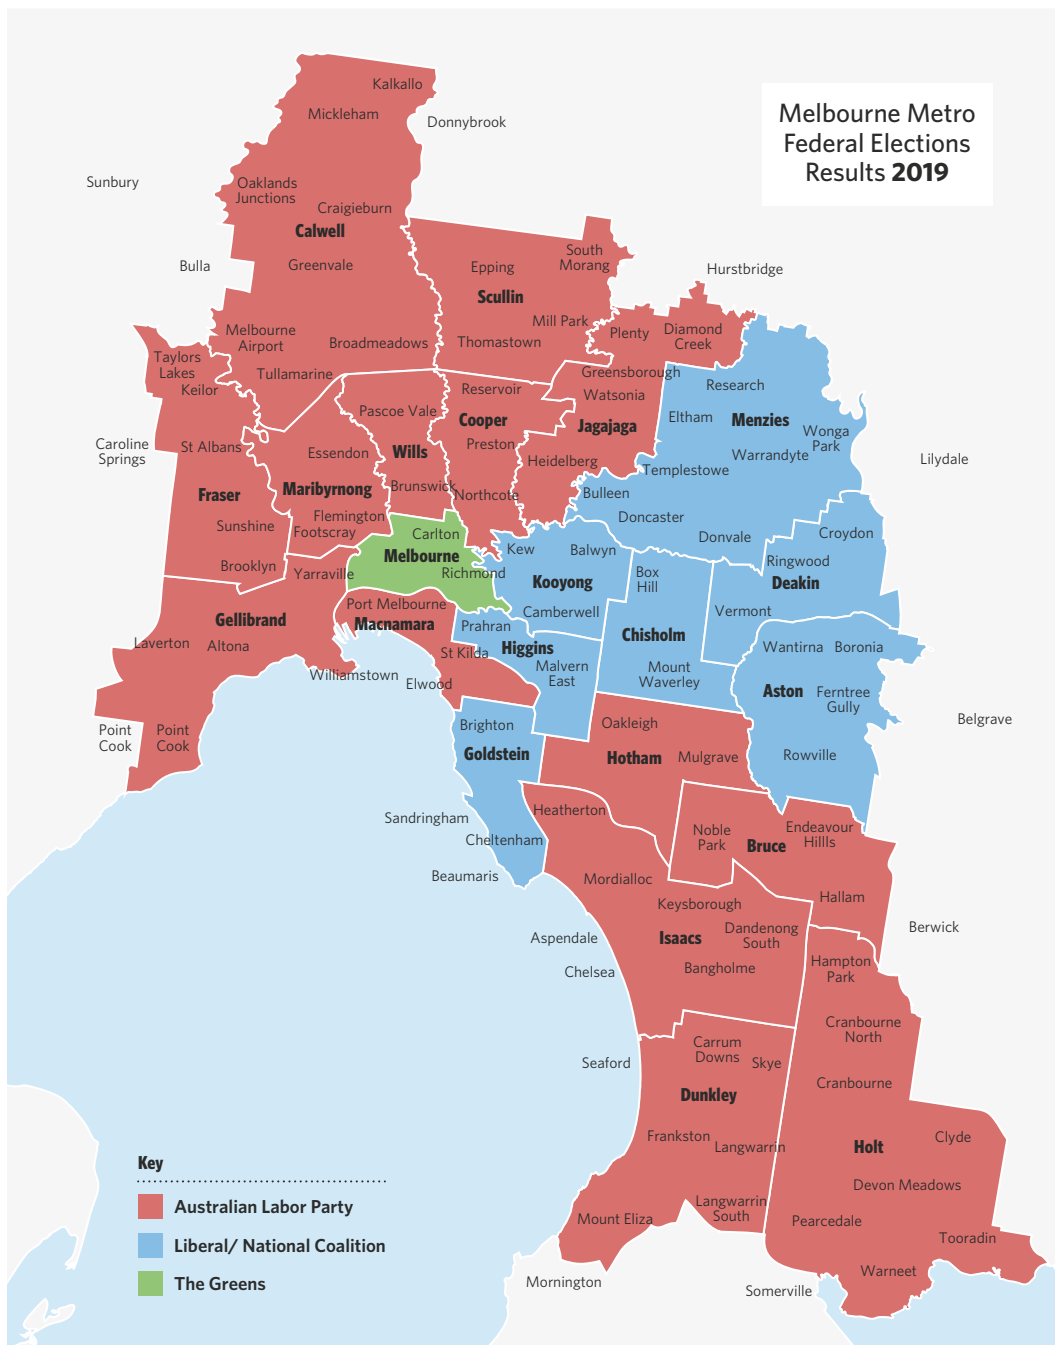 Melbourne Metro
Federal Elections
Results 2019
Kalkallo
Mickleham
Donnybrook
Sunbury
Oaklands
Junctions
Craigieburn
Calwell
Bulla
Greenvale
Epping
South
Morang
Hurstbridge
Scullin
Mill Park
Plenty
Diamond
Creek
Melbourne
Airport
Broadmeadows
Thomastown
Taylors
Lakes
Keilor
Tullamarine
Greensborough
Watsonia
Reservoir
Research
Pascoe Vale
Cooper
Jagajaga
Eltham
Menzies
Wonga
Park
Caroline
Springs
St Albans
Essendon
Wills
Preston
Heidelberg
Templestowe
Warrandyte
Lilydale
Fraser
Maribyrnong
Brunswick
Northcote
Bulleen
Doncaster
Sunshine
Flemington
Footscray
Carlton
Kew
Balwyn
Donvale
Croydon
Brooklyn
Yarraville
Melbourne
Richmond
Kooyong
Box
Hill
Ringwood
Deakin
Port Melbourne
Camberwell
Vermont
Gellibrand
Macnamara
Prahran
Higgins
Chisholm
Laverton
Altona
St Kilda
Malvern
East
Mount
Waverley
Wantirna
Boronia
Williamstown
Elwood
Aston
Ferntree
Gully
Belgrave
Point
Cook
Point
Cook
Brighton
Oakleigh
Goldstein
Hotham
Mulgrave
Rowville
Sandringham
Heatherton
Cheltenham
Noble
Park
Bruce
Endeavour
Hillls
Beaumaris
Mordialloc
Keysborough
Hallam
Aspendale
Isaacs
Dandenong
South
Berwick
Chelsea
Bangholme
Hampton
Park
Cranbourne
North
Seaford
Carrum
Downs
Skye
Cranbourne
Dunkley
Frankston
Langwarrin
Holt
Clyde
Devon Meadows
Mount Eliza
Langwarrin
South
Pearcedale
Tooradin
Warneet
Mornington
Somerville
Key
Australian Labor Party
Liberal/ National Coalition
The Greens